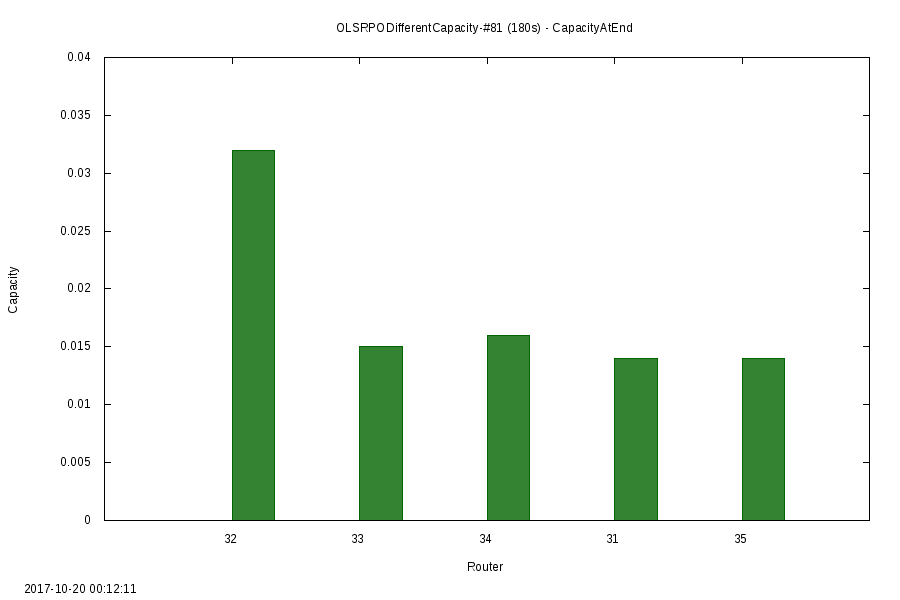 OLSRPODifferentCapacity-#81 (180s) - CapacityAtEnd
0.04
0.035
0.03
0.025
0.02
0.015
0.01
0.005
0
Capacity
32 33 34 31 35
Router
2017-10-20 00:12:11